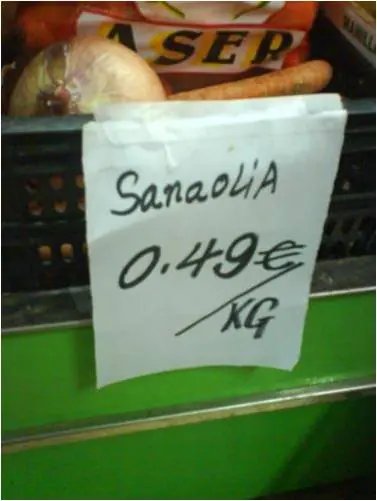 ASER
SanaoliA
0.49€
/KG